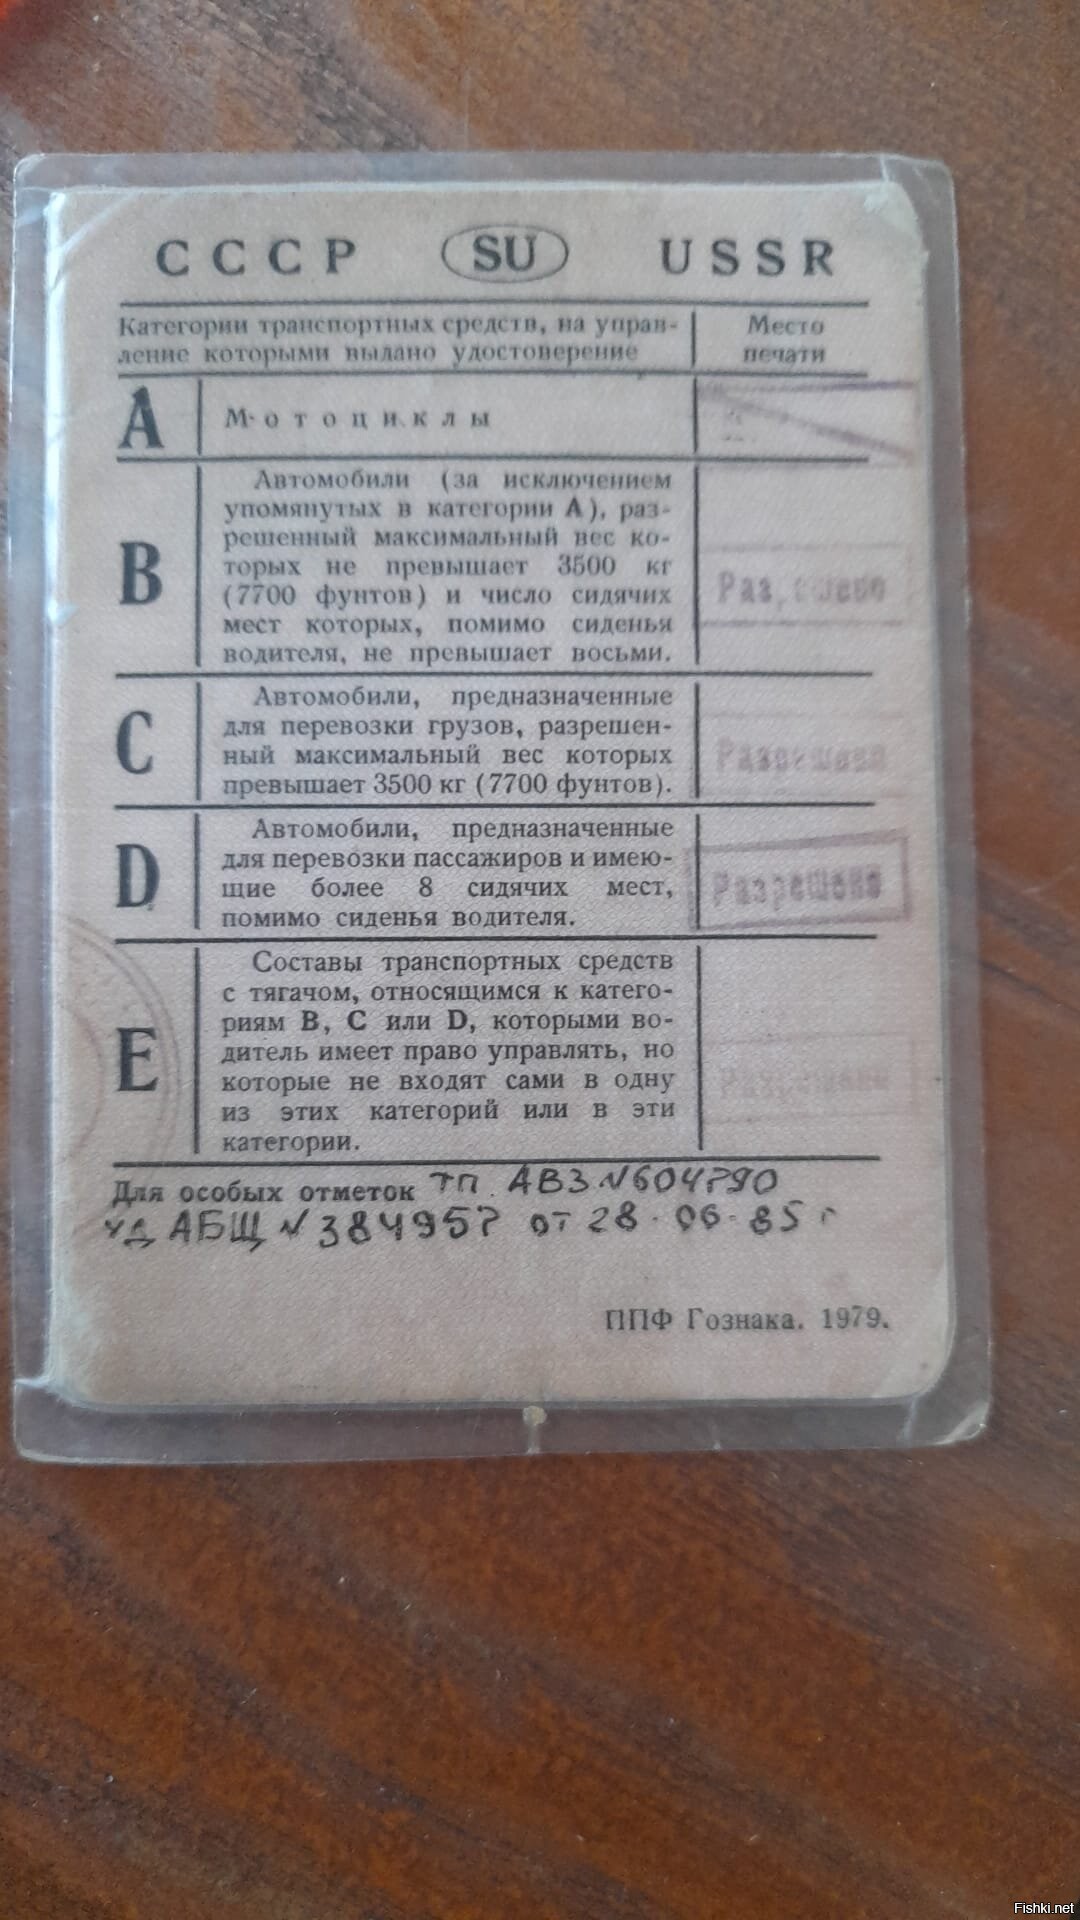 СССР SU USSR
Категории транспортных средств, на управ-
ление которыми выдано удостоверение
Место
печати
A
Мотоциклы
B
Автомобили (за исключением
упомянутых в категории А), раз-
решенный максимальный вес ко-
торых не превышает 3500 кг
(7700 фунтов) и число сидячих
мест которых, помимо сиденья
водителя, не превышает восьми.
Разрешено
C
Автомобили, предназначенные
для перевозки грузов, разрешен-
ный максимальный вес которых
превышает 3500 кг (7700 фунтов).
Разрешено
D
Автомобили, предназначенные
для перевозки пассажиров и имею-
щие более 8 сидячих мест,
помимо сиденья водителя.
Разрешено
E
Составы транспортных средств
с тягачом, относящимся к катего-
риям B, C или D, которыми во-
дитель имеет право управлять, но
которые не входят сами в одну
из этих категорий или в эти
категории.
Разрешено
Для особых отметок ТП. АВЗ N604790
УД АБЩ N 384957 от 28.06.85 г
ППФ Гознака. 1979.
Fishki.net